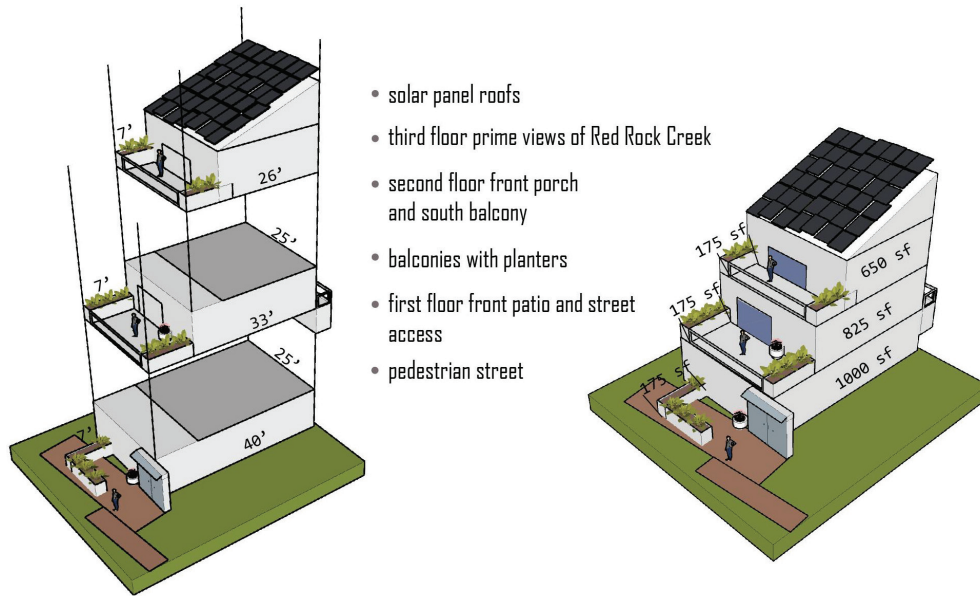 7’
26’
25’
7’
33’
25’
7’
40’
• solar panel roofs
• third floor prime views of Red Rock Creek
• second floor front porch
and south balcony
• balconies with planters
• first floor front patio and street
access
• pedestrian street
175 sf
650 sf
175 sf
825 sf
175 sf
1000 sf